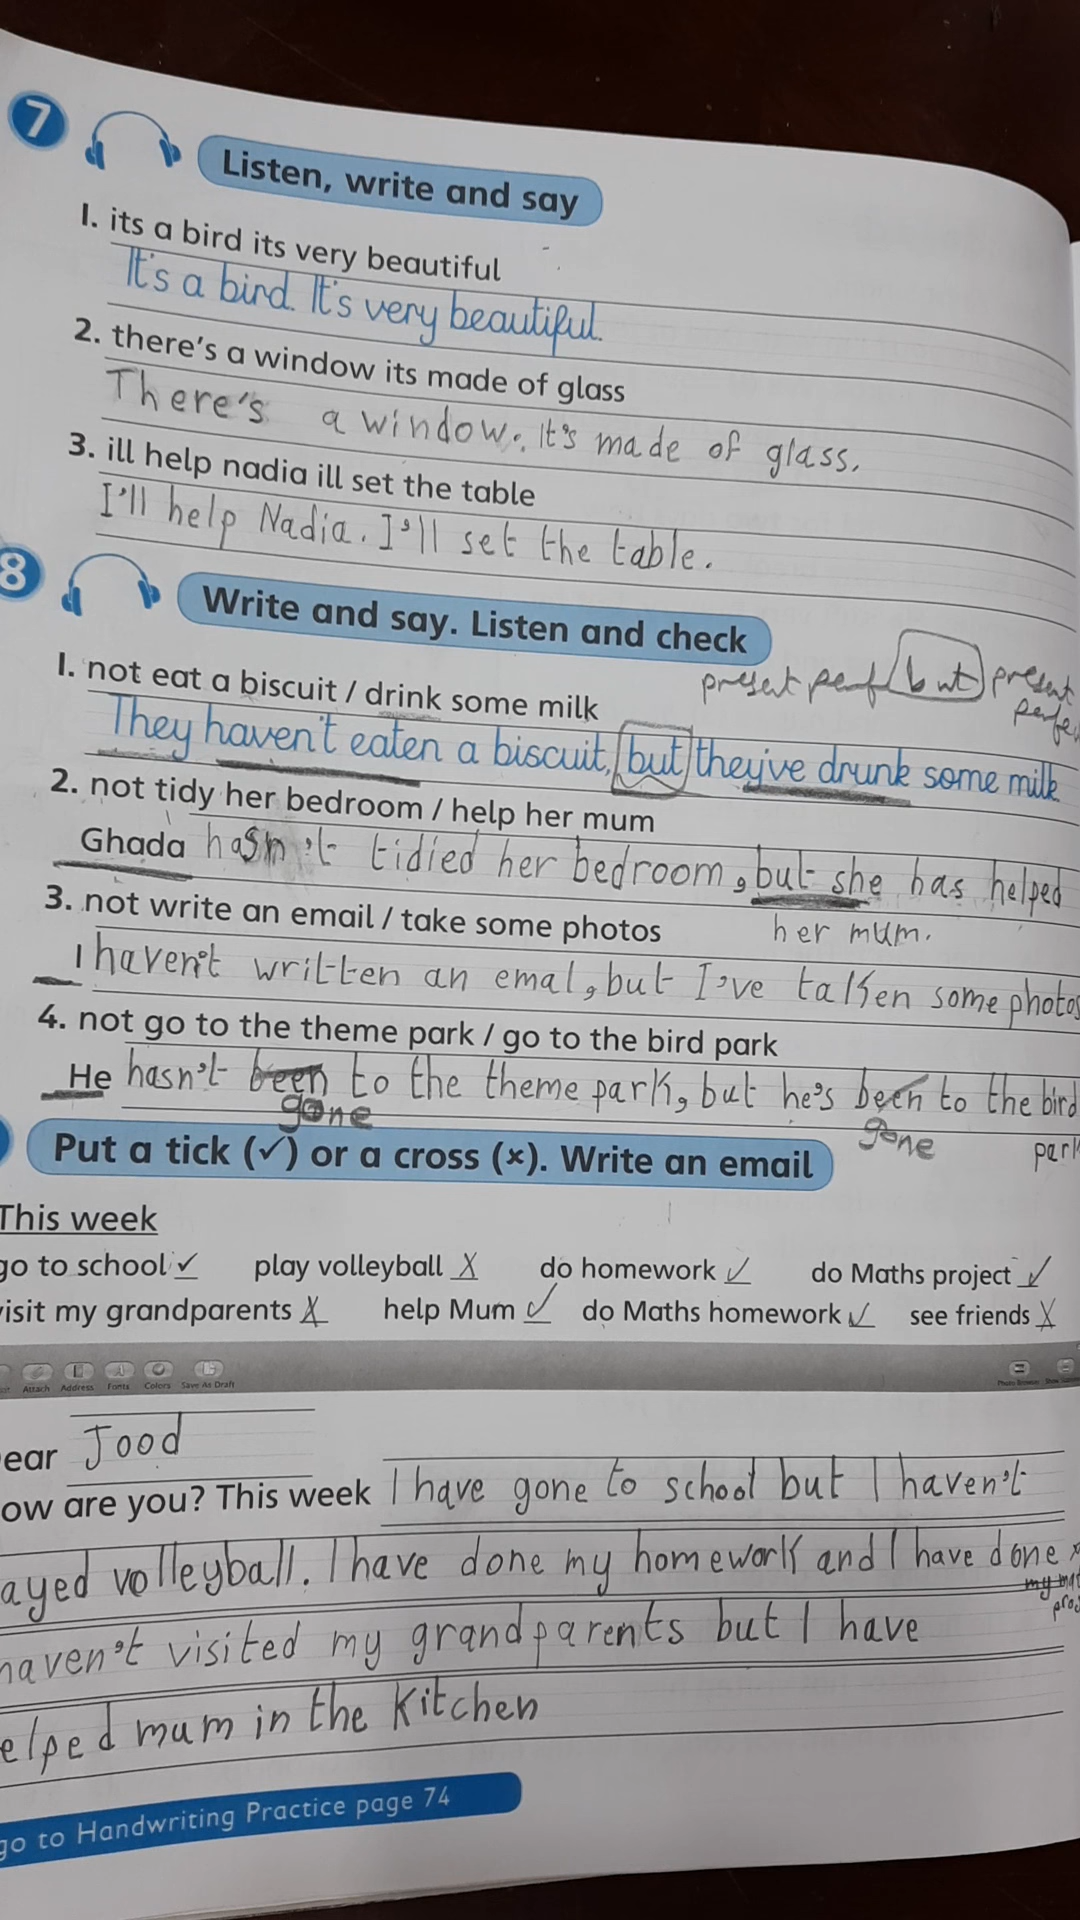 7 Listen, write and say
1. its a bird its very beautiful
It's a bird. It's very beautiful.
2. there's a window its made of glass
There's a window. It's made of glass.
3. ill help nadia ill set the table
I'll help Nadia. I'll set the table.
8 Write and say. Listen and check
present perf but present
perfe
1. not eat a biscuit / drink some milk
They haven't eaten a biscuit, but they've drunk some milk
2. not tidy her bedroom / help her mum
Ghada hasn't tidied her bedroom, but she has helped
her mum.
3. not write an email / take some photos
I haven't written an emal, but I've taken some photos
4. not go to the theme park / go to the bird park
He hasn't been to the theme park, but he's been to the bird
gone gone park
Put a tick (✓) or a cross (×). Write an email
This week
go to school ✓ play volleyball X do homework ✓ do Maths project ✓
isit my grandparents X help Mum ✓ do Maths homework ✓ see friends X
Attach Address Fonts Colors Save As Draft Photo Browser
ear Jood
ow are you? This week I have gone to school but I haven't
ayed volleyball. I have done my homework and I have done
my
haven't visited my grandparents but I have
elped mum in the Kitchen
go to Handwriting Practice page 74